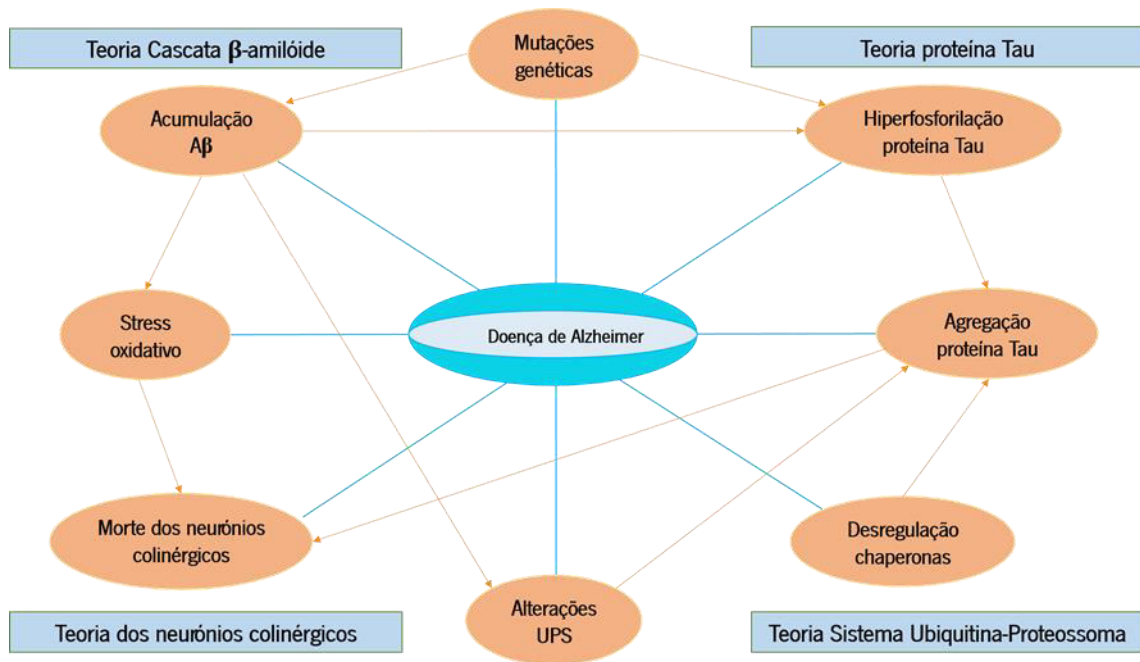 Teoria Cascata β-amilóide
Mutações
genéticas
Teoria proteína Tau
Acumulação
Aβ
Hiperfosforilação
proteína Tau
Stress
oxidativo
Doença de Alzheimer
Agregação
proteína Tau
Morte dos neurónios
colinérgicos
Desregulação
chaperonas
Alterações
UPS
Teoria dos neurónios colinérgicos
Teoria Sistema Ubiquitina-Proteossoma